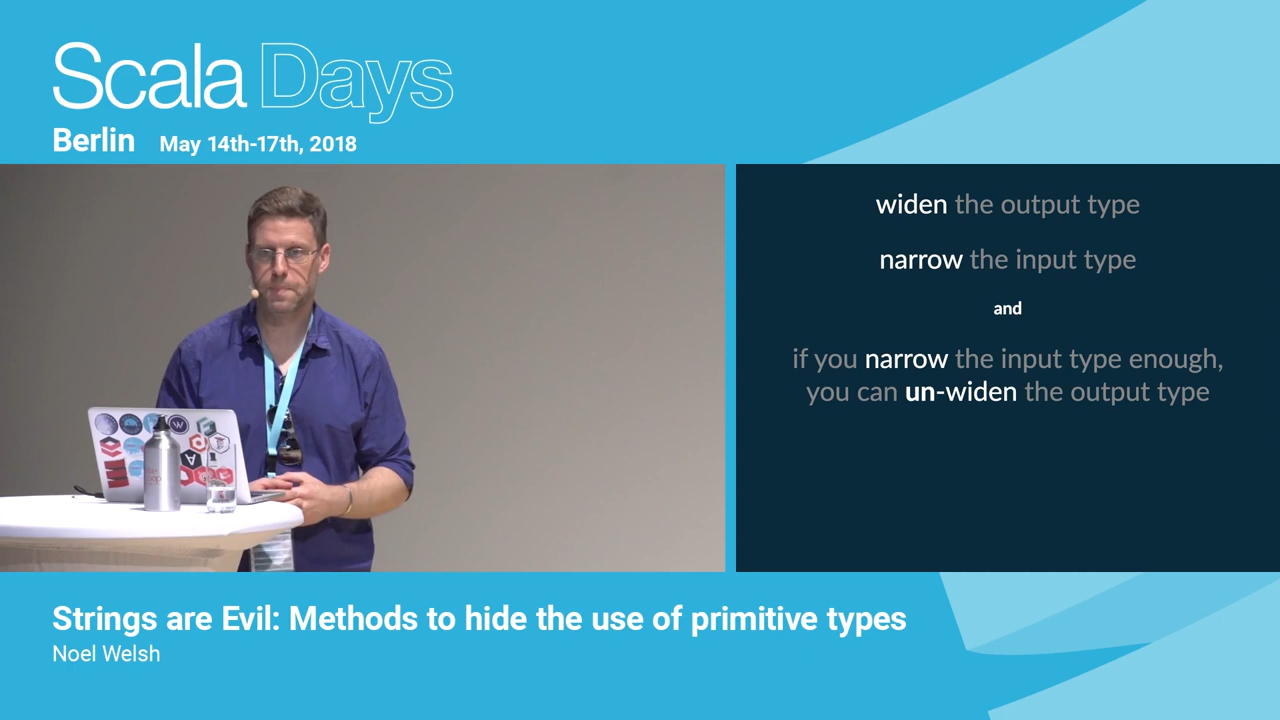 Scala Days
Berlin May 14th-17th, 2018
widen the output type
narrow the input type
and
if you narrow the input type enough,
you can un-widen the output type
Strings are Evil: Methods to hide the use of primitive types
Noel Welsh